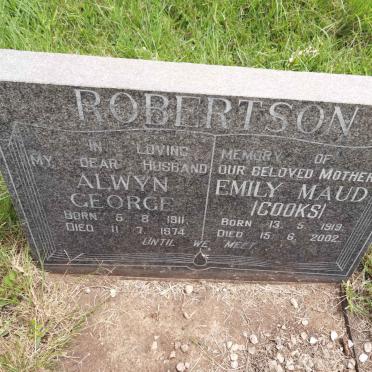 ROBERTSON
IN LOVING
MY DEAR HUSBAND
ALWYN
GEORGE
BORN 5 8 1911
DIED 11 7 1974
MEMORY OF
OUR BELOVED MOTHER
EMILY MAUD
(COOKS)
BORN 13 5 1919
DIED 15 6 2002
UNTIL WE MEET